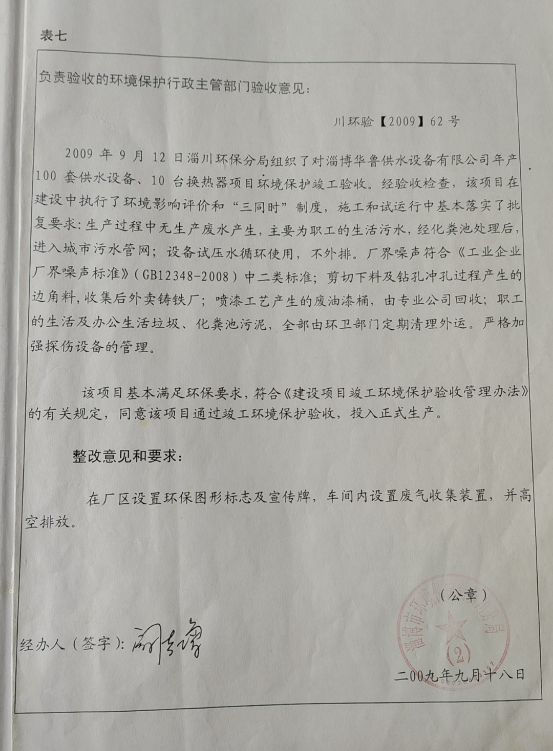 表七
负责验收的环境保护行政主管部门验收意见：
川环验【2009】62 号
2009 年 9 月 12 日淄川环保分局组织了对淄博华鲁供水设备有限公司年产
100 套供水设备、10 台换热器项目环境保护竣工验收。经验收检查，该项目在
建设中执行了环境影响评价和“三同时”制度，施工和试运行中基本落实了批
复要求：生产过程中无生产废水产生，主要为职工的生活污水，经化粪池处理后，
进入城市污水管网；设备试压水循环使用，不外排。厂界噪声符合《工业企业
厂界噪声标准》（GB12348-2008）中二类标准；剪切下料及钻孔冲孔过程产生的
边角料，收集后外卖铸铁厂；喷漆工艺产生的废油漆桶，由专业公司回收；职工
的生活及办公生活垃圾、化粪池污泥，全部由环卫部门定期清理外运。严格加
强探伤设备的管理。
该项目基本满足环保要求，符合《建设项目竣工环境保护验收管理办法》
的有关规定，同意该项目通过竣工环境保护验收，投入正式生产。
整改意见和要求：
在厂区设置环保图形标志及宣传牌，车间内设置废气收集装置，并高
空排放。
（公章）
经办人（签字）：
(2)
二00九年九月十八日